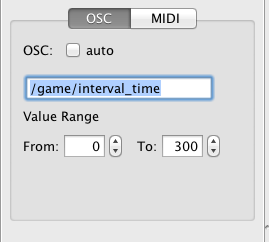 OSC MIDI
OSC: auto
/game/interval_time
Value Range
From: 0 To: 300